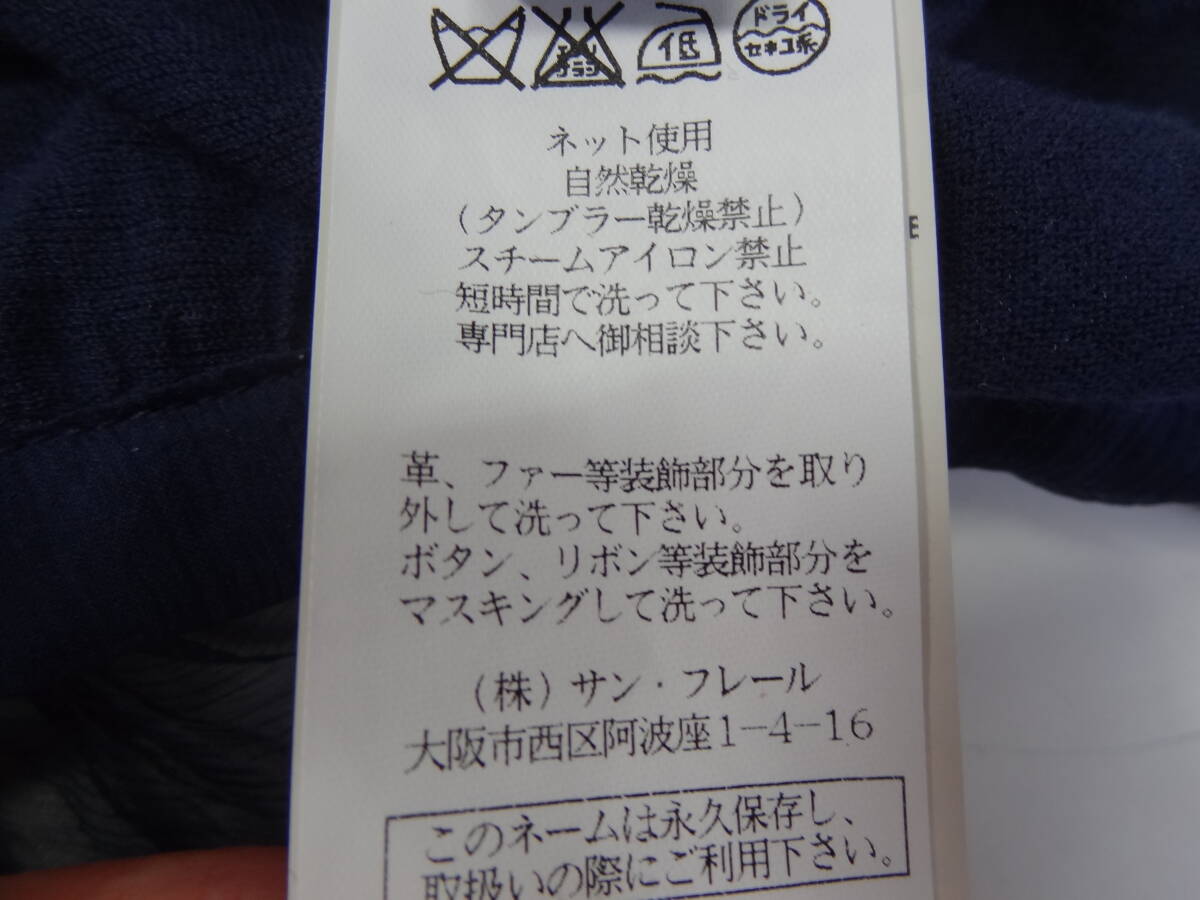 エンソ
サラシ
低
ドライ
セキユ系
ネット使用
自然乾燥
（タンブラー乾燥禁止）
スチームアイロン禁止
短時間で洗って下さい。
専門店へ御相談下さい。
革、ファー等装飾部分を取り
外して洗って下さい。
ボタン、リボン等装飾部分を
マスキングして洗って下さい。
（株）サン・フレール
大阪市西区阿波座1-4-16
このネームは永久保存し、
取扱いの際にご利用下さい。
E